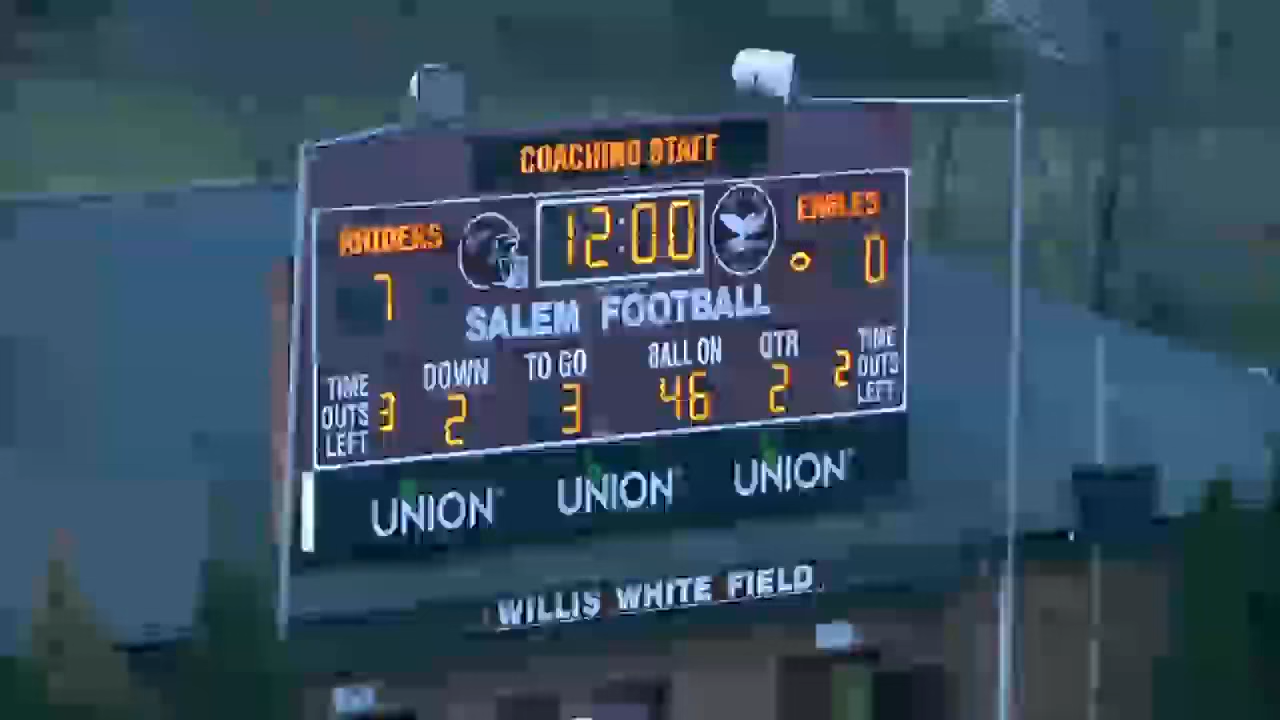 COACHING STAFF
RAIDERS 12:00 EAGLES
7 0
SALEM FOOTBALL
TIME OUTS LEFT 3 DOWN 2 TO GO 3 BALL ON 46 QTR 2 2 TIME OUTS LEFT
UNION UNION UNION
WILLIS WHITE FIELD